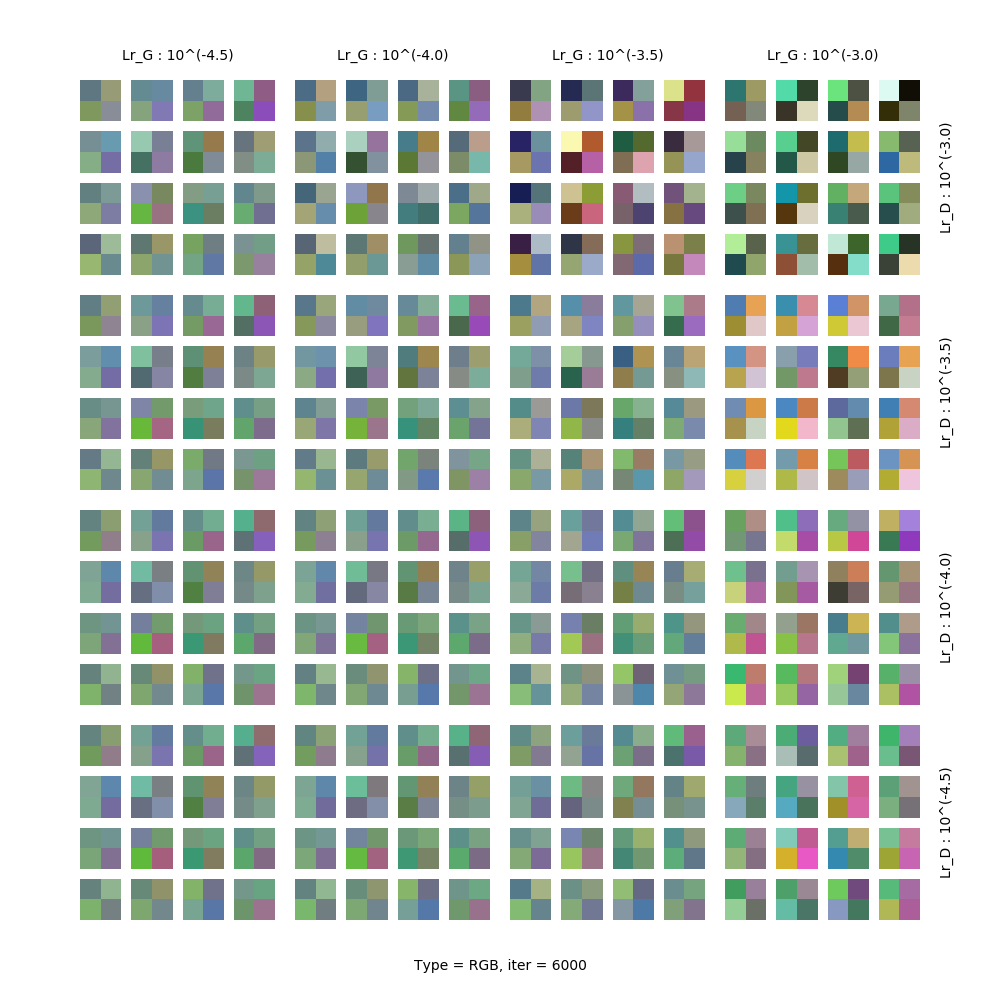 Lr_G : 10^(-4.5)
Lr_G : 10^(-4.0)
Lr_G : 10^(-3.5)
Lr_G : 10^(-3.0)
Lr_D : 10^(-3.0)
Lr_D : 10^(-3.5)
Lr_D : 10^(-4.0)
Lr_D : 10^(-4.5)
Type = RGB, iter = 6000